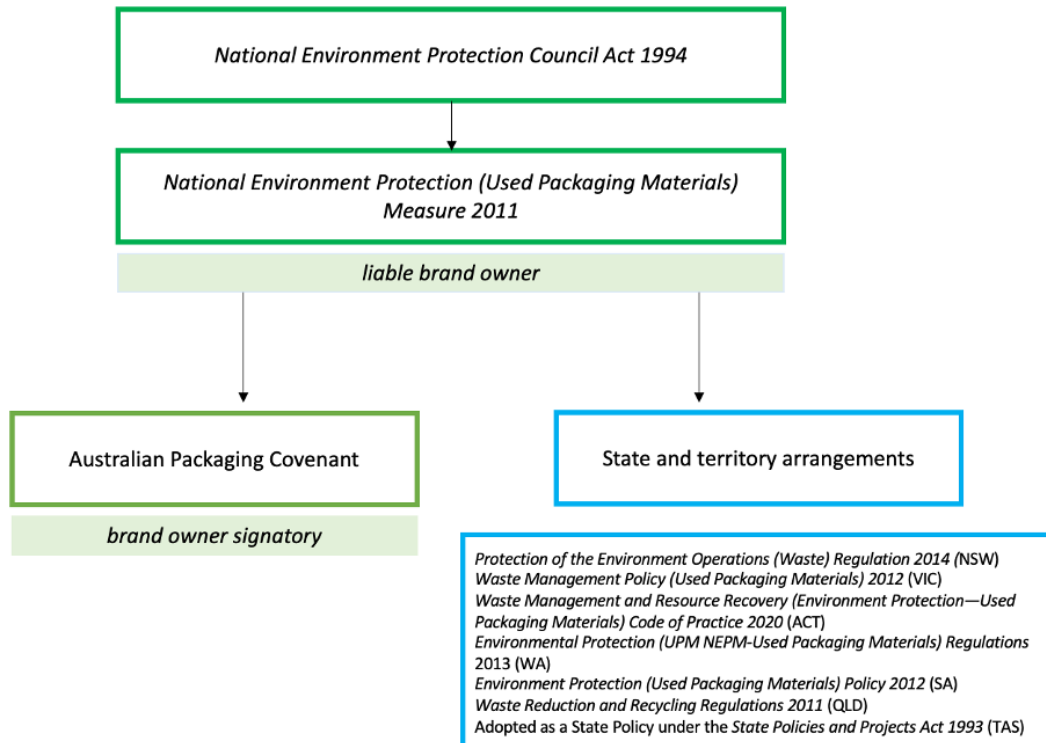 National Environment Protection Council Act 1994
National Environment Protection (Used Packaging Materials)
Measure 2011
liable brand owner
Australian Packaging Covenant
State and territory arrangements
brand owner signatory
Protection of the Environment Operations (Waste) Regulation 2014 (NSW)
Waste Management Policy (Used Packaging Materials) 2012 (VIC)
Waste Management and Resource Recovery (Environment Protection—Used
Packaging Materials) Code of Practice 2020 (ACT)
Environmental Protection (UPM NEPM-Used Packaging Materials) Regulations
2013 (WA)
Environment Protection (Used Packaging Materials) Policy 2012 (SA)
Waste Reduction and Recycling Regulations 2011 (QLD)
Adopted as a State Policy under the State Policies and Projects Act 1993 (TAS)